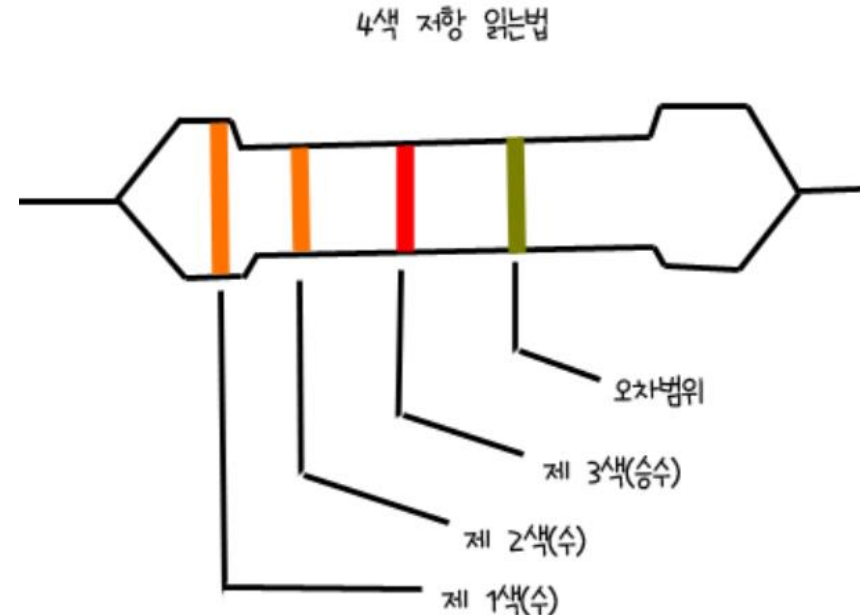 4색 저항 읽는법
오차범위
제 3색(승수)
제 2색(수)
제 1색(수)